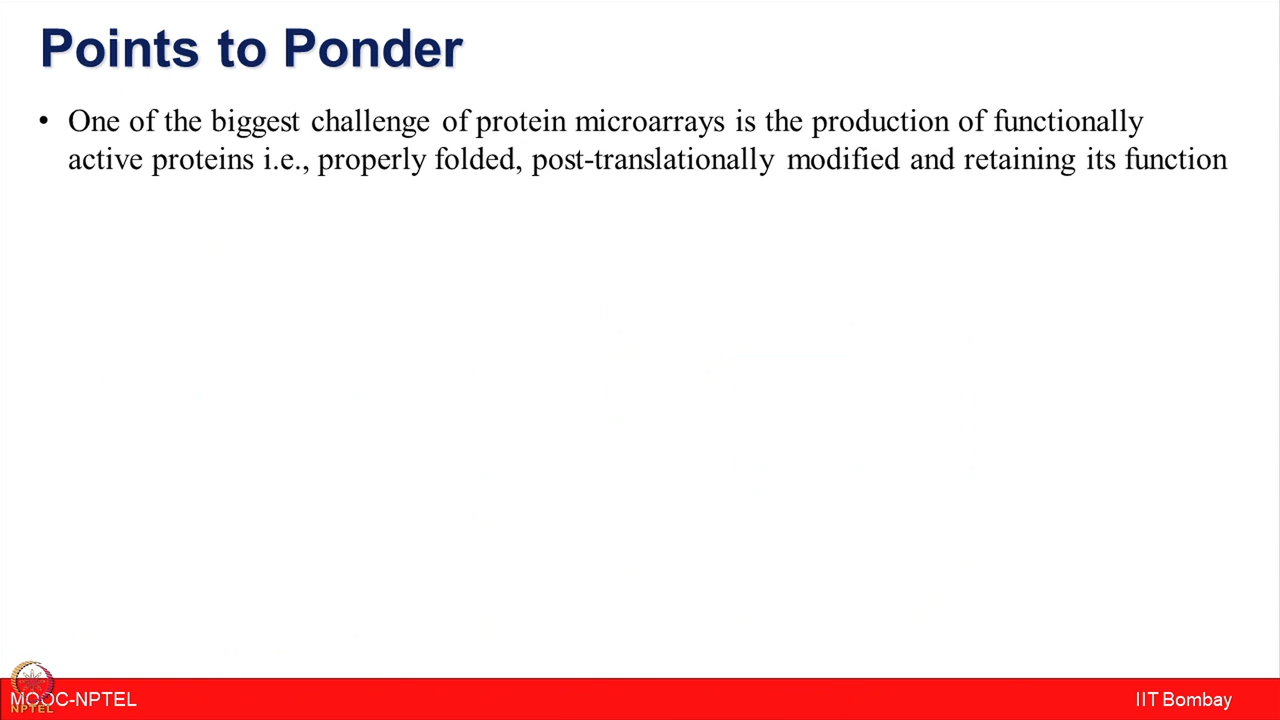 Points to Ponder
• One of the biggest challenge of protein microarrays is the production of functionally
active proteins i.e., properly folded, post-translationally modified and retaining its function
MOOC-NPTEL
NPTEL
IIT Bombay